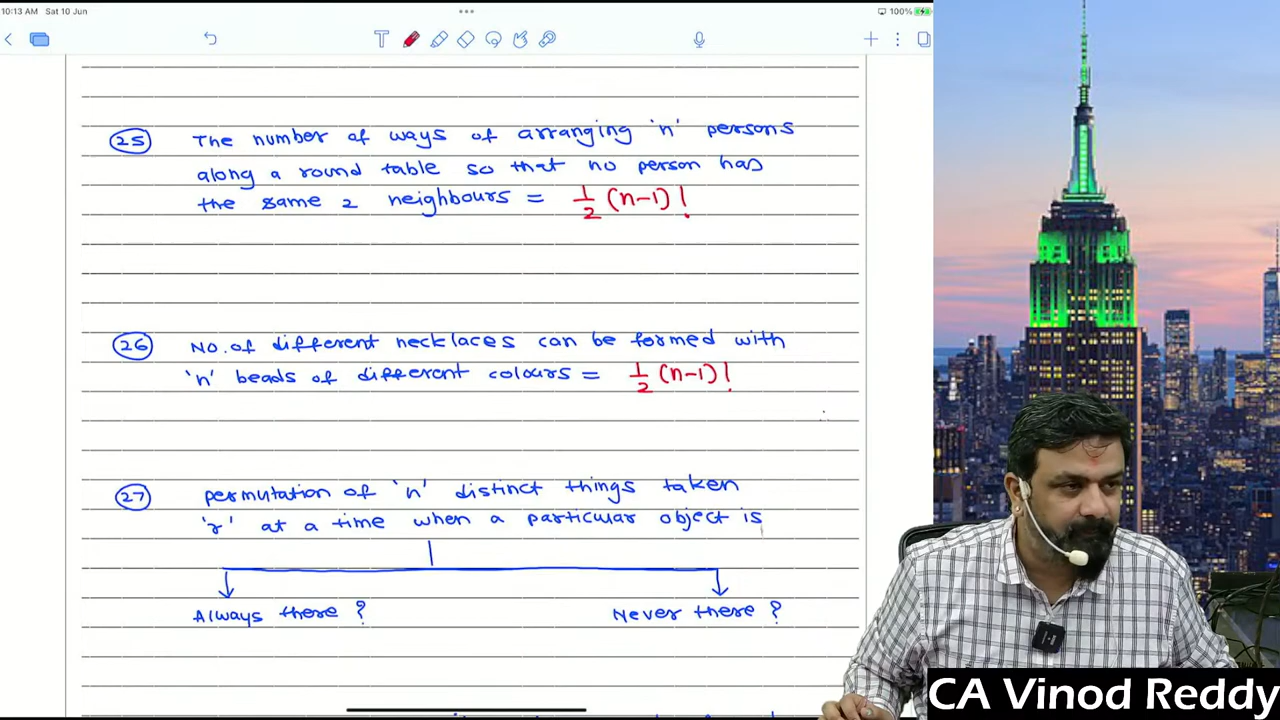 10:13 AM Sat 10 Jun
100%
T
25 The number of ways of arranging 'n' persons
along a round table so that no person has
the same 2 neighbours = 1/2 (n-1)!
26 No. of different necklaces can be formed with
'n' beads of different colours = 1/2 (n-1)!
27 permutation of 'n' distinct things taken
'r' at a time when a particular object is
Always there ? Never there ?
CA Vinod Reddy